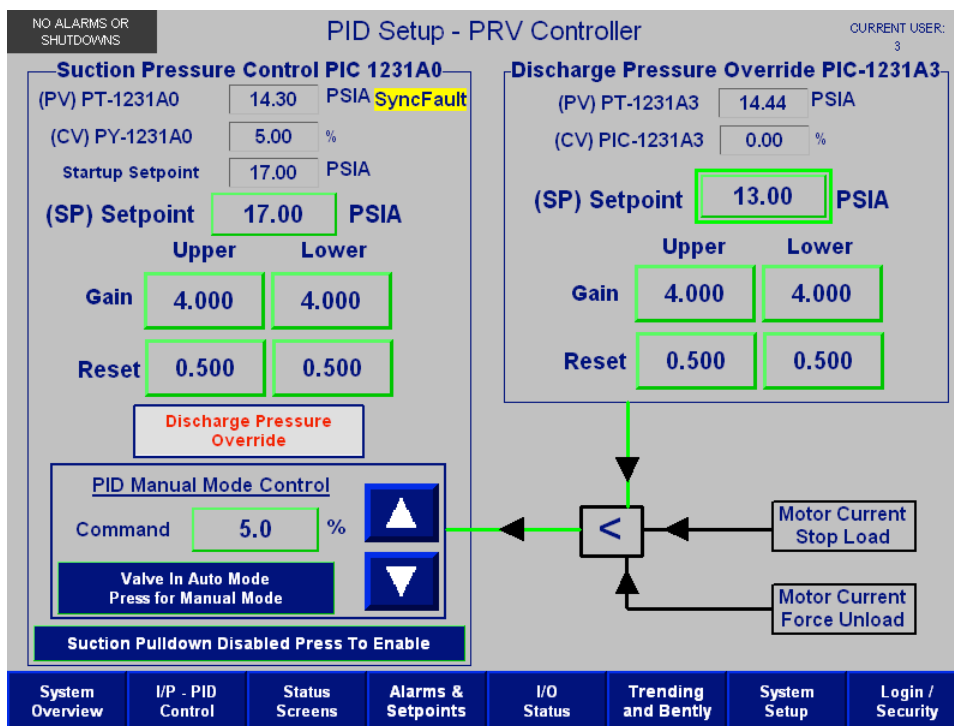 NO ALARMS OR
SHUTDOWNS
PID Setup - PRV Controller
CURRENT USER:
3
Suction Pressure Control PIC 1231A0
(PV) PT-1231A0 14.30 PSIA SyncFault
(CV) PY-1231A0 5.00 %
Startup Setpoint 17.00 PSIA
(SP) Setpoint 17.00 PSIA
Upper Lower
Gain 4.000 4.000
Reset 0.500 0.500
Discharge Pressure
Override
PID Manual Mode Control
Command 5.0 %
Valve In Auto Mode
Press for Manual Mode
Suction Pulldown Disabled Press To Enable
Discharge Pressure Override PIC-1231A3
(PV) PT-1231A3 14.44 PSIA
(CV) PIC-1231A3 0.00 %
(SP) Setpoint 13.00 PSIA
Upper Lower
Gain 4.000 4.000
Reset 0.500 0.500
<
Motor Current
Stop Load
Motor Current
Force Unload
System
Overview
I/P - PID
Control
Status
Screens
Alarms &
Setpoints
I/O
Status
Trending
and Bently
System
Setup
Login /
Security